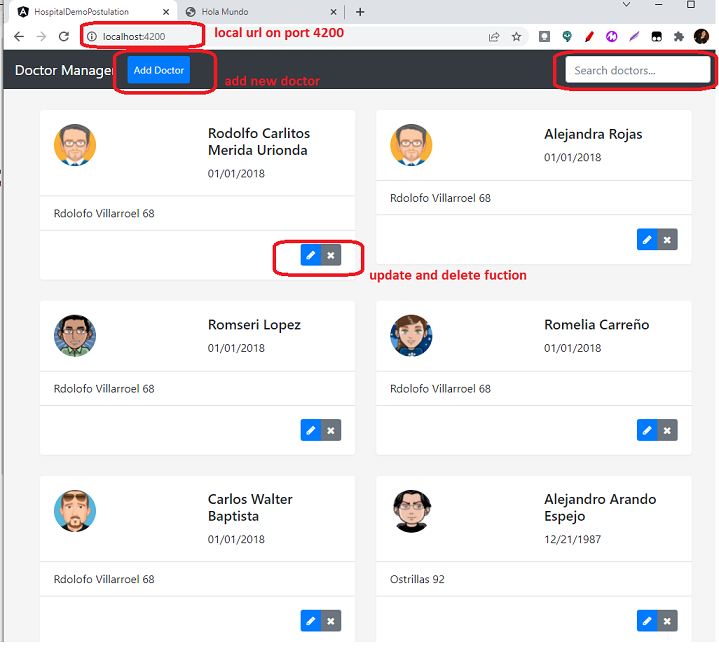 HospitalDemoPostulation
Hola Mundo
localhost:4200
local url on port 4200
Doctor Manager
Add Doctor
add new doctor
Search doctors...
Rodolfo Carlitos
Merida Urionda
01/01/2018
Rdolofo Villarroel 68
Alejandra Rojas
01/01/2018
Rdolofo Villarroel 68
update and delete fuction
Romseri Lopez
01/01/2018
Rdolofo Villarroel 68
Romelia Carreño
01/01/2018
Rdolofo Villarroel 68
Carlos Walter
Baptista
01/01/2018
Rdolofo Villarroel 68
Alejandro Arando
Espejo
12/21/1987
Ostrillas 92